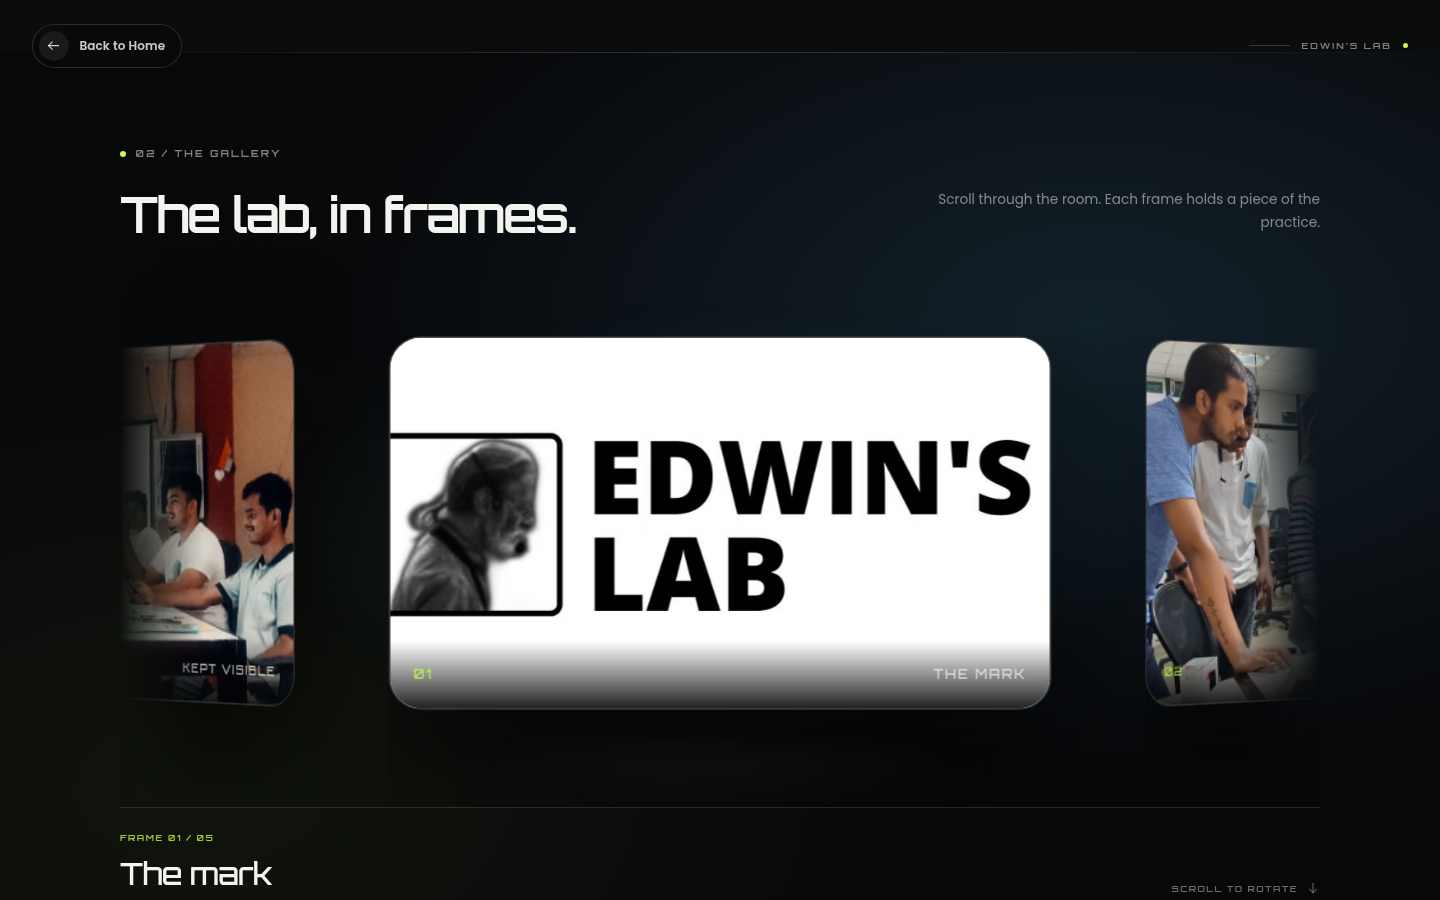 Back to Home
EDWIN'S LAB
02 / THE GALLERY
The lab, in frames.
Scroll through the room. Each frame holds a piece of the
practice.
KEPT VISIBLE
EDWIN'S
LAB
01
THE MARK
02
FRAME 01 / 05
The mark
SCROLL TO ROTATE